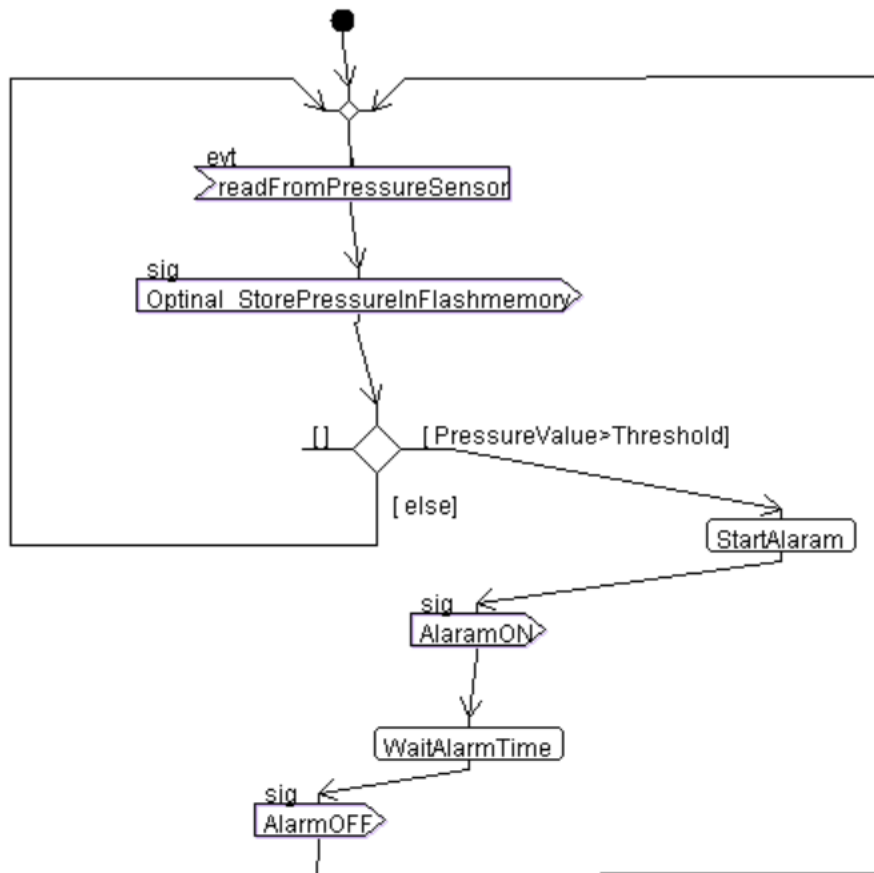 evt
readFromPressureSensor
sig
Optinal_StorePressureInFlashmemory
[]
[ PressureValue>Threshold]
[ else]
StartAlaram
sig
AlaramON
WaitAlarmTime
sig
AlarmOFF